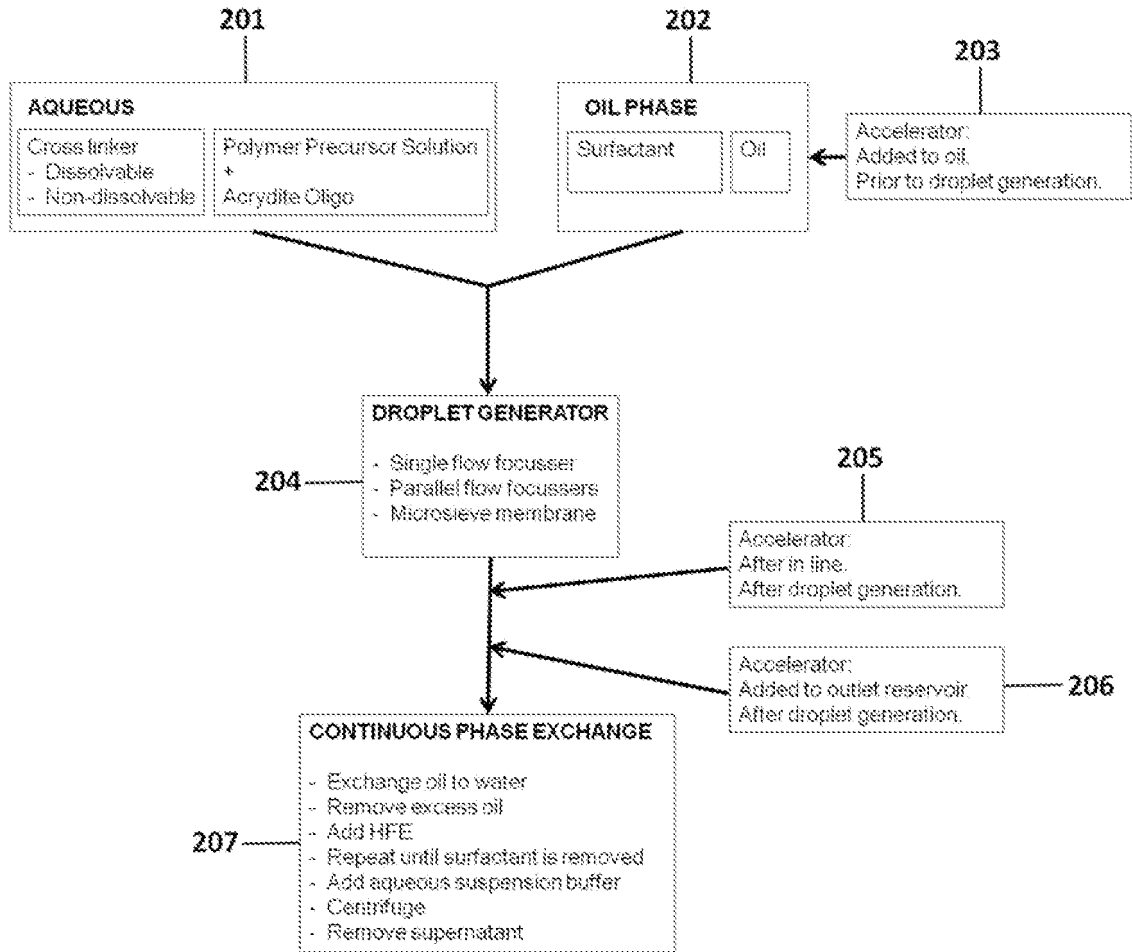 201
202
203
AQUEOUS
Cross linker
- Dissolvable
- Non-dissolvable
Polymer Precursor Solution
+
Acrydite Oligo
OIL PHASE
Surfactant
Oil
Accelerator:
Added to oil.
Prior to droplet generation.
DROPLET GENERATOR
- Single flow focusser
- Parallel flow focussers
- Microsieve membrane
204
205
Accelerator:
After in line.
After droplet generation.
Accelerator:
Added to outlet reservoir.
After droplet generation.
206
CONTINUOUS PHASE EXCHANGE
- Exchange oil to water
- Remove excess oil
- Add HFE
- Repeat until surfactant is removed
- Add aqueous suspension buffer
- Centrifuge
- Remove supernatant
207